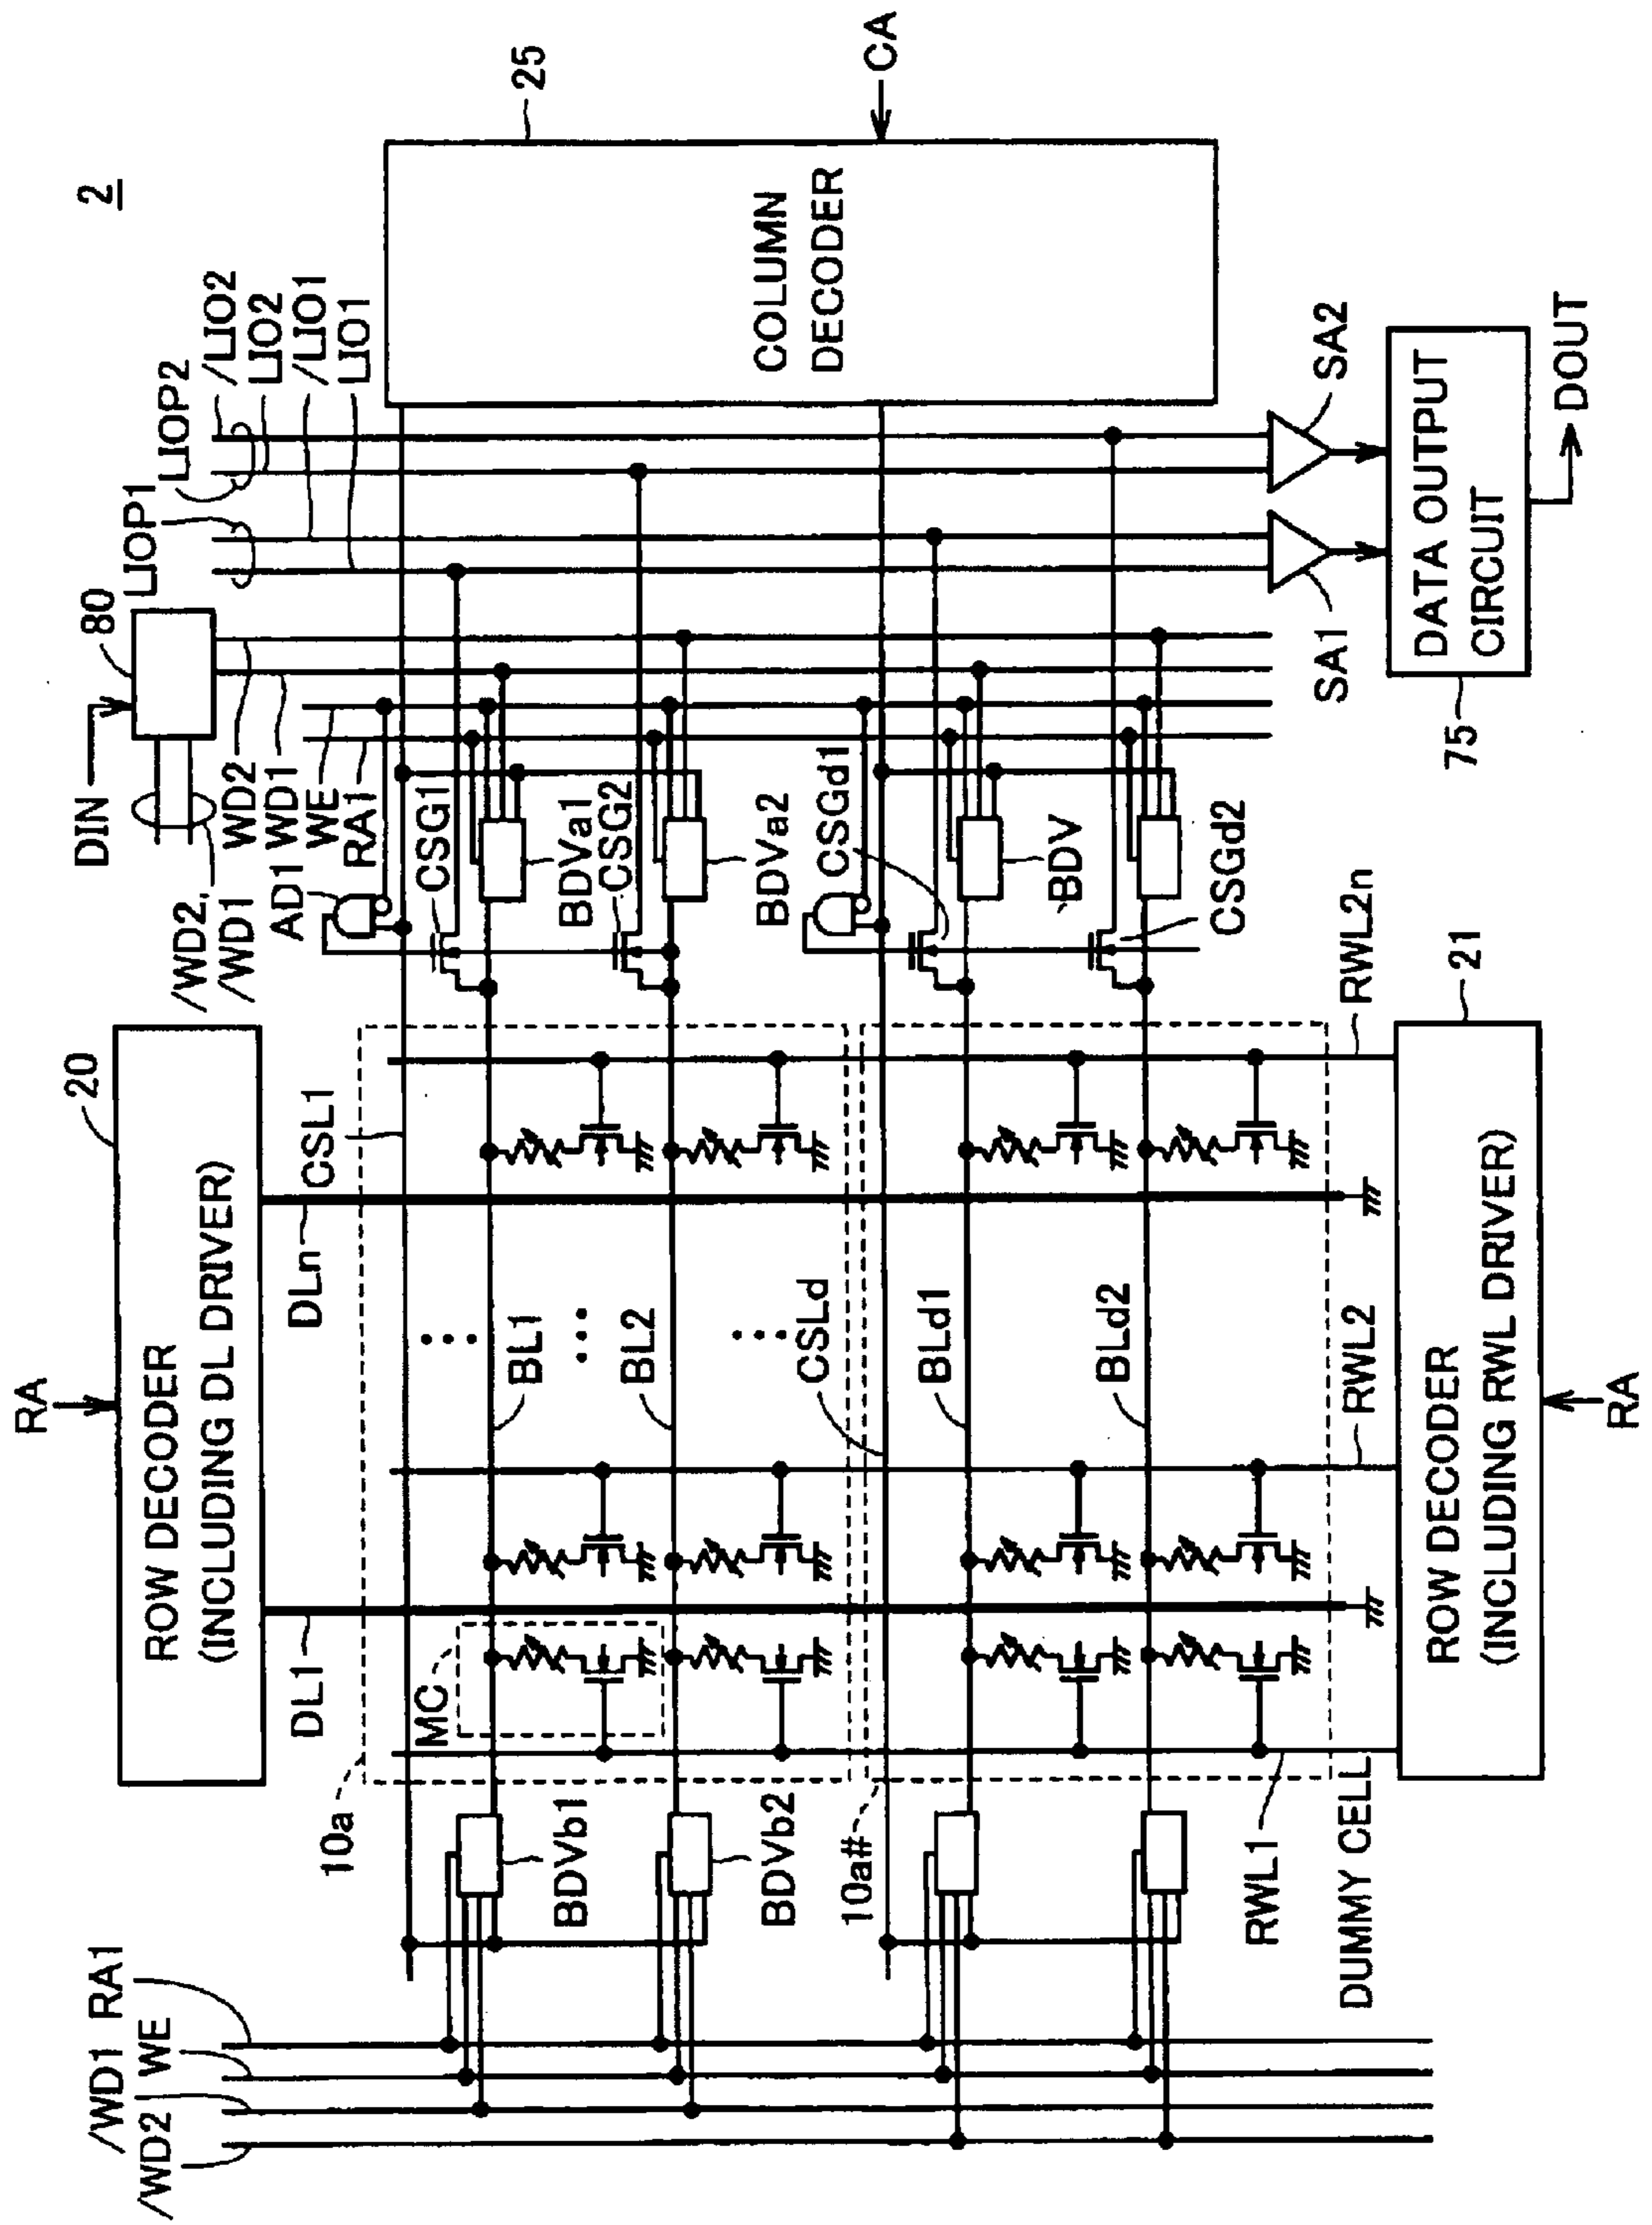 2
RA
20
ROW DECODER
(INCLUDING DL DRIVER)
/WD2,
/WD1
DIN
80
LIOP1
LIOP2
/LIO2
LIO2
/LIO1
LIO1
25
COLUMN
DECODER
CA
WD2
WD1
WE
RA1
AD1
CSG1
BDVa1
CSG2
BDVa2
CSGd1
BDV
CSGd2
DL1
DLn
CSL1
10a
MC
BL1
BL2
CSLd
BLd1
BLd2
10a#
BDVb1
BDVb2
/WD1
RA1
/WD2
WE
RWL1
DUMMY CELL
RWL2
RWL2n
21
ROW DECODER
(INCLUDING RWL DRIVER)
RA
SA1
SA2
75
DATA OUTPUT
CIRCUIT
DOUT